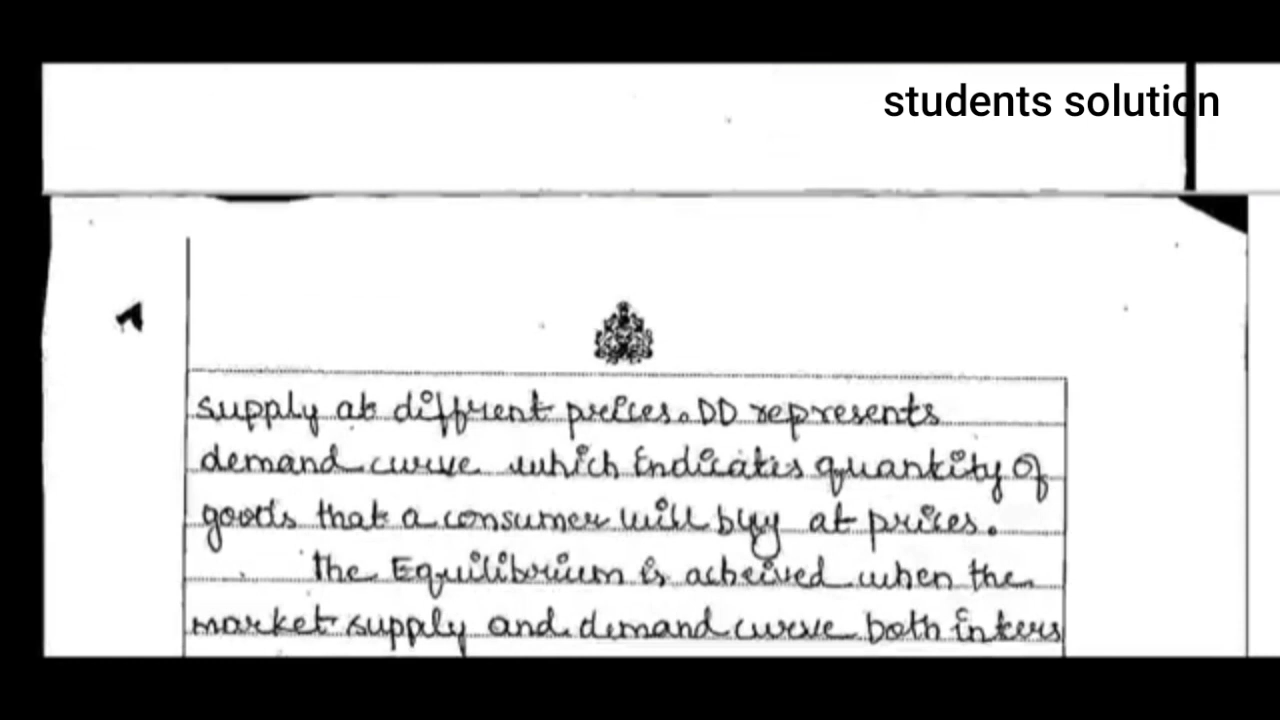 students solution
supply at diffrent prices. DD represents
demand curve which indicates quantity of
goods that a consumer will buy at prices.
The Equilibrium is acheived when the
market supply and demand curve both inters